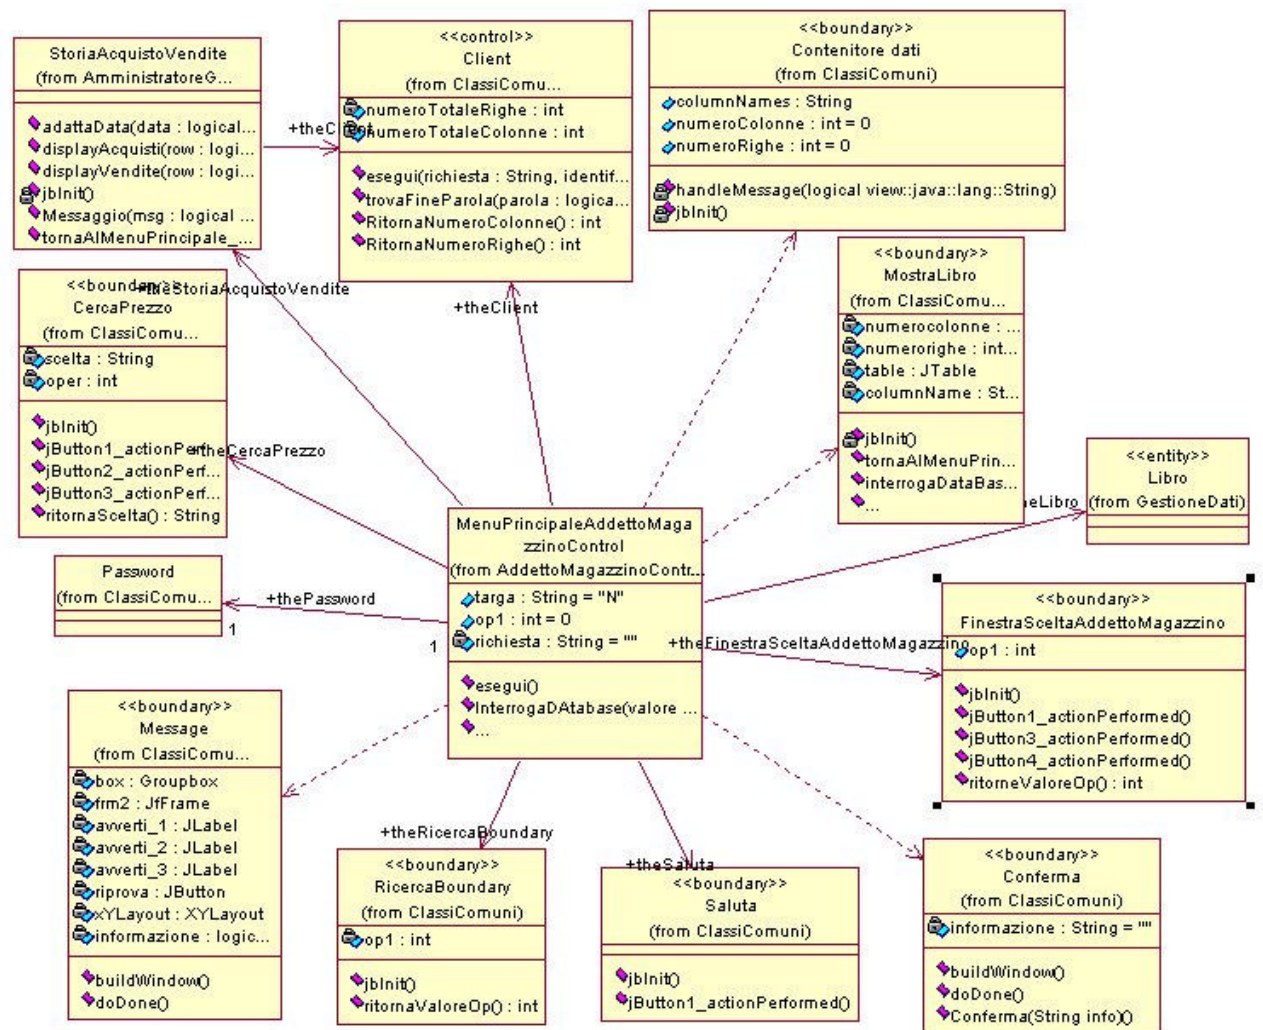 StoriaAcquistoVendite
(from AmministratoreG...
adattaData(data : logical...
displayAcquisti(row : logi...
displayVendite(row : logi...
jbInit()
Messaggio(msg : logical ...
tornaAlMenuPrincipale_...
+theClient
<<control>>
Client
(from ClassiComu...
numeroTotaleRighe : int
numeroTotaleColonne : int
esegui(richiesta : String, identif...
trovaFineParola(parola : logica...
RitornaNumeroColonne() : int
RitornaNumeroRighe() : int
<<boundary>>
Contenitore dati
(from ClassiComuni)
columnNames : String
numeroColonne : int = 0
numeroRighe : int = 0
handleMessage(logical view::java::lang::String)
jbInit()
<<boundary>>
MostraLibro
(from ClassiComu...
numerocolonne : ...
numerorighe : int...
table : JTable
columnName : St...
jbInit()
tornaAlMenuPrin...
interrogaDataBas...
...
+theStoriaAcquistoVendite
+theClient
<<boundary>>
CercaPrezzo
(from ClassiComu...
scelta : String
oper : int
jbInit()
jButton1_actionPerf...
jButton2_actionPerf...
jButton3_actionPerf...
ritornaScelta() : String
+theCercaPrezzo
<<entity>>
Libro
(from GestioneDati)
heLibro
MenuPrincipaleAddettoMaga
zzinoControl
(from AddettoMagazzinoContr...
targa : String = "N"
op1 : int = 0
richiesta : String = ""
esegui()
InterrogaDAtabase(valore ...
...
Password
(from ClassiComu...
+thePassword
1
1
+theFinestraSceltaAddettoMagazzino
<<boundary>>
FinestraSceltaAddettoMagazzino
op1 : int
jbInit()
jButton1_actionPerformed()
jButton3_actionPerformed()
jButton4_actionPerformed()
ritorneValoreOp() : int
<<boundary>>
Message
(from ClassiComu...
box : Groupbox
frm2 : JfFrame
avverti_1 : JLabel
avverti_2 : JLabel
avverti_3 : JLabel
riprova : JButton
xYLayout : XYLayout
informazione : logic...
buildWindow()
doDone()
+theRicercaBoundary
<<boundary>>
RicercaBoundary
(from ClassiComuni)
op1 : int
jbInit()
ritornaValoreOp() : int
+theSaluta
<<boundary>>
Saluta
(from ClassiComuni)
jbInit()
jButton1_actionPerformed()
<<boundary>>
Conferma
(from ClassiComuni)
informazione : String = ""
buildWindow()
doDone()
Conferma(String info)()